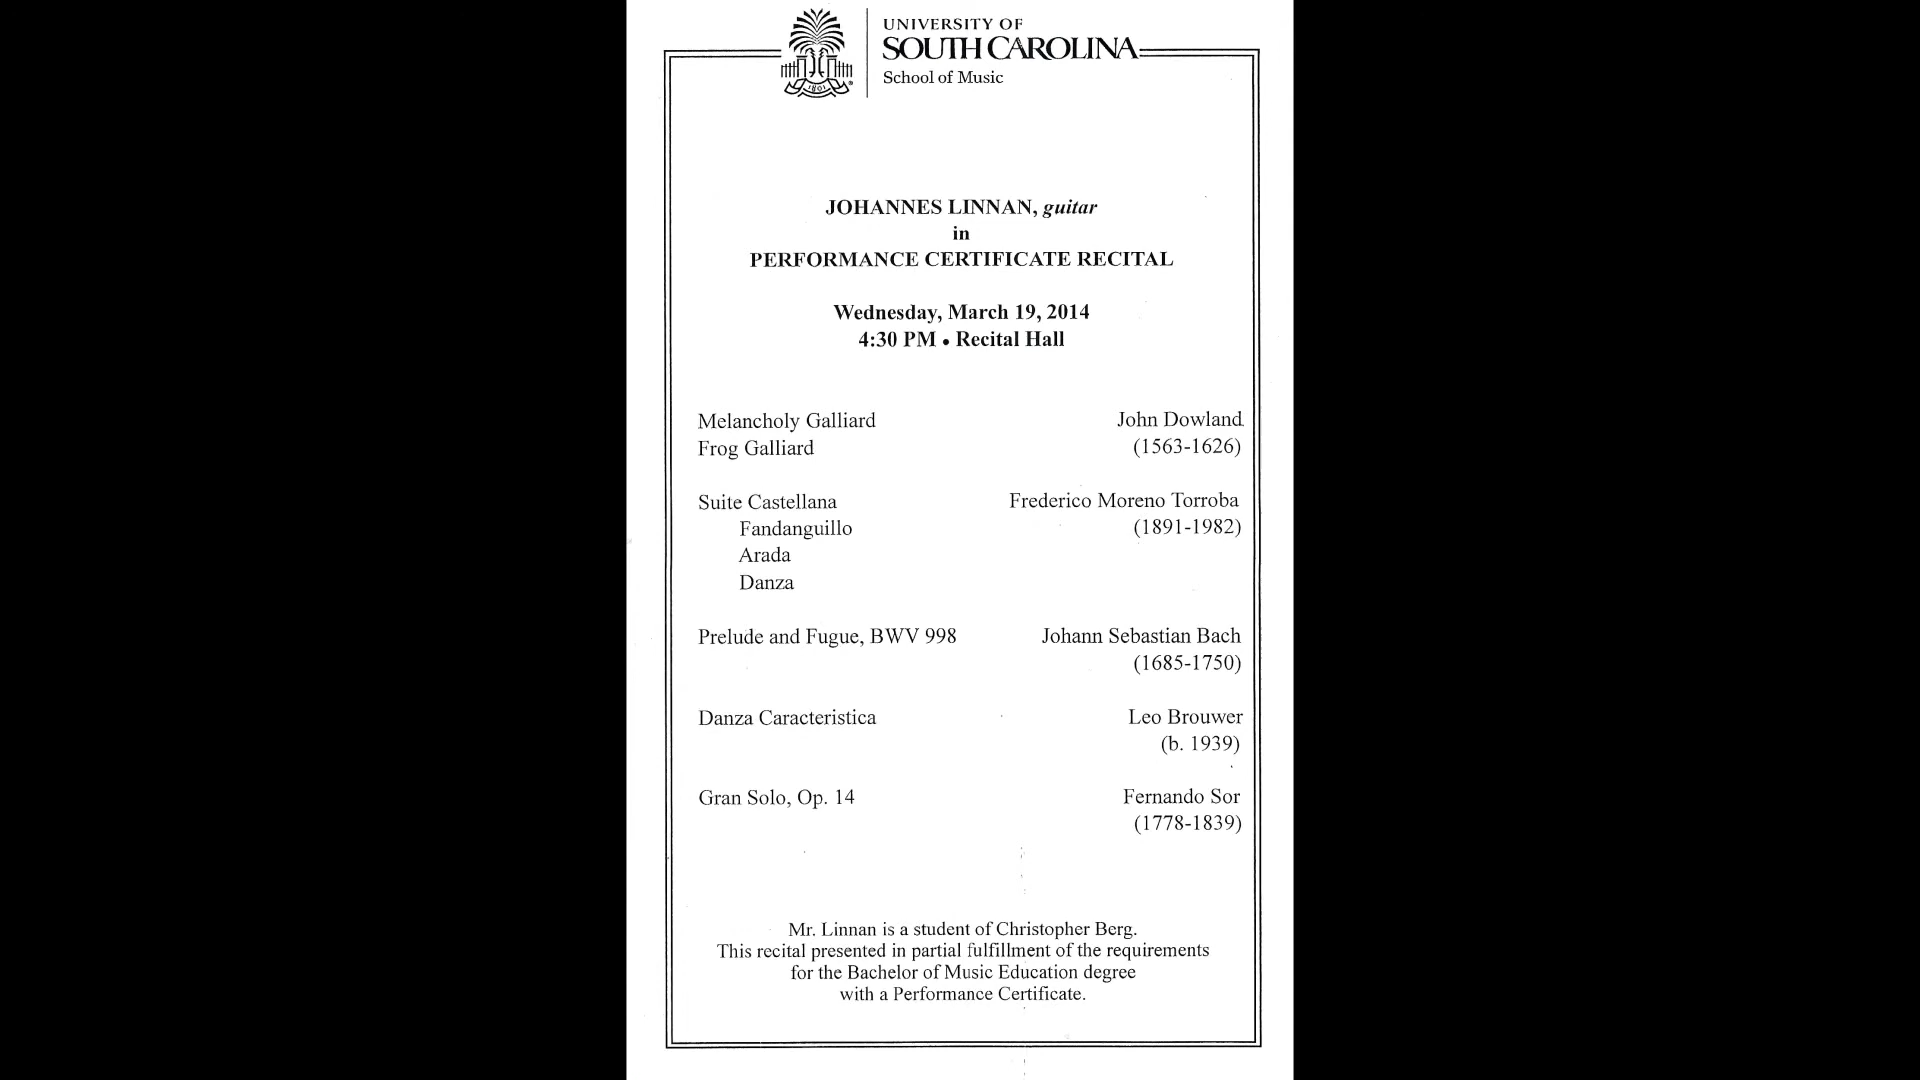 UNIVERSITY OF
SOUTH CAROLINA
School of Music
1801
JOHANNES LINNAN, guitar
in
PERFORMANCE CERTIFICATE RECITAL
Wednesday, March 19, 2014
4:30 PM • Recital Hall
Melancholy Galliard John Dowland
Frog Galliard (1563-1626)
Suite Castellana Frederico Moreno Torroba
Fandanguillo (1891-1982)
Arada
Danza
Prelude and Fugue, BWV 998 Johann Sebastian Bach
(1685-1750)
Danza Caracteristica Leo Brouwer
(b. 1939)
Gran Solo, Op. 14 Fernando Sor
(1778-1839)
Mr. Linnan is a student of Christopher Berg.
This recital presented in partial fulfillment of the requirements
for the Bachelor of Music Education degree
with a Performance Certificate.